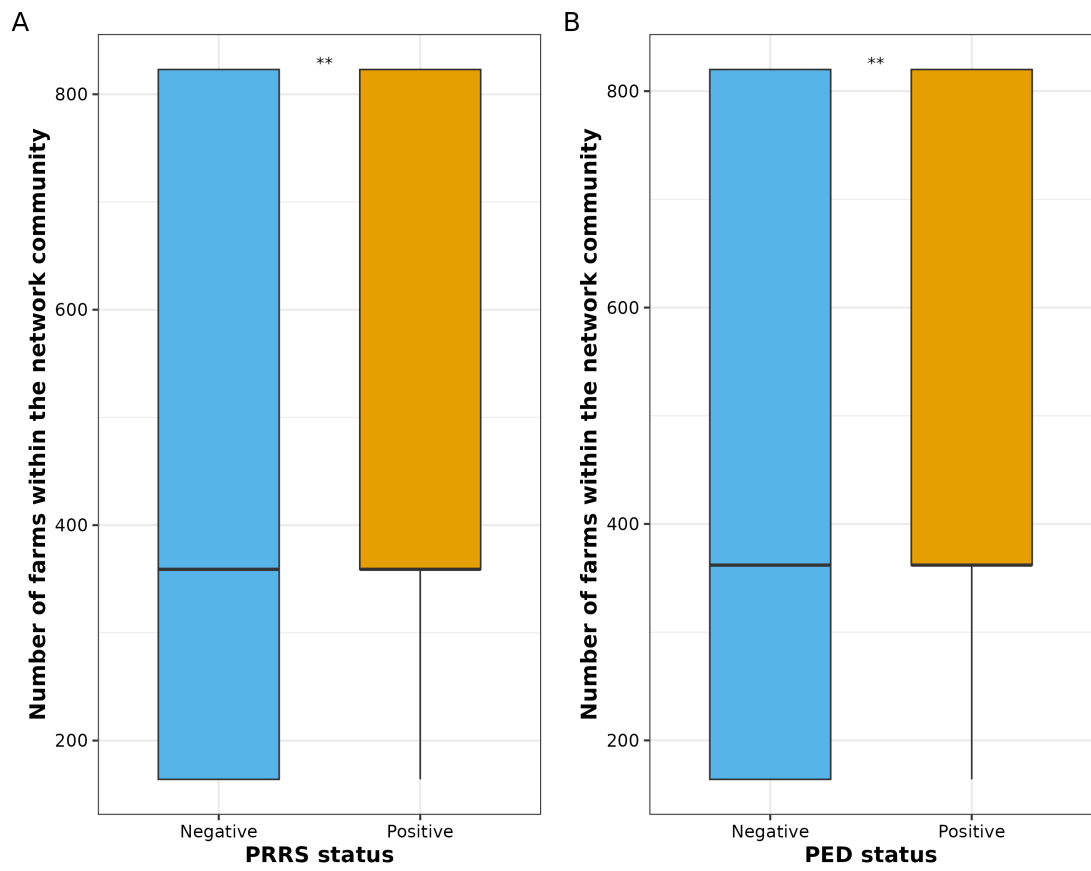 A
Number of farms within the network community
800
600
400
200
**
Negative
Positive
PRRS status
B
Number of farms within the network community
800
600
400
200
**
Negative
Positive
PED status